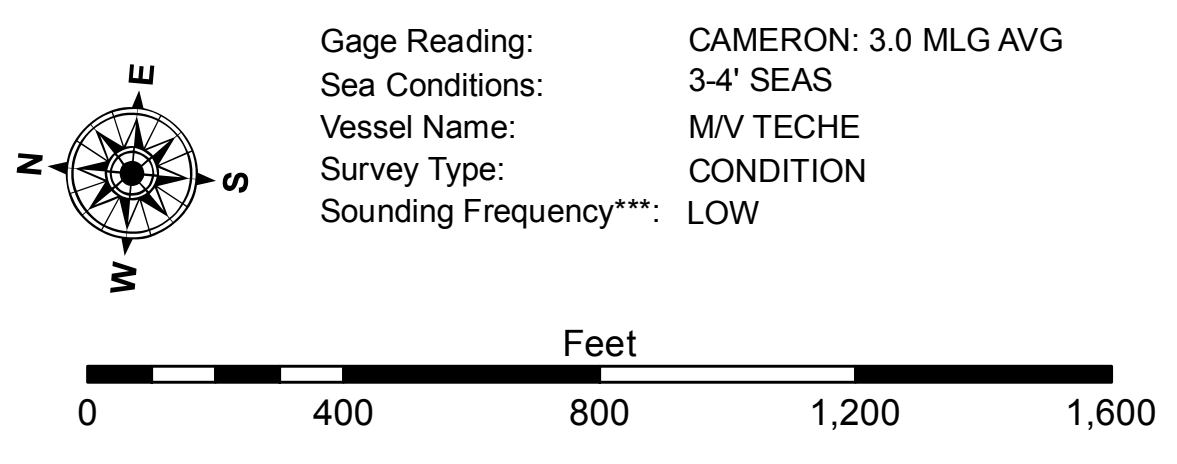 E
N
S
W
Gage Reading: CAMERON: 3.0 MLG AVG
Sea Conditions: 3-4' SEAS
Vessel Name: M/V TECHE
Survey Type: CONDITION
Sounding Frequency***: LOW
Feet
0 400 800 1,200 1,600